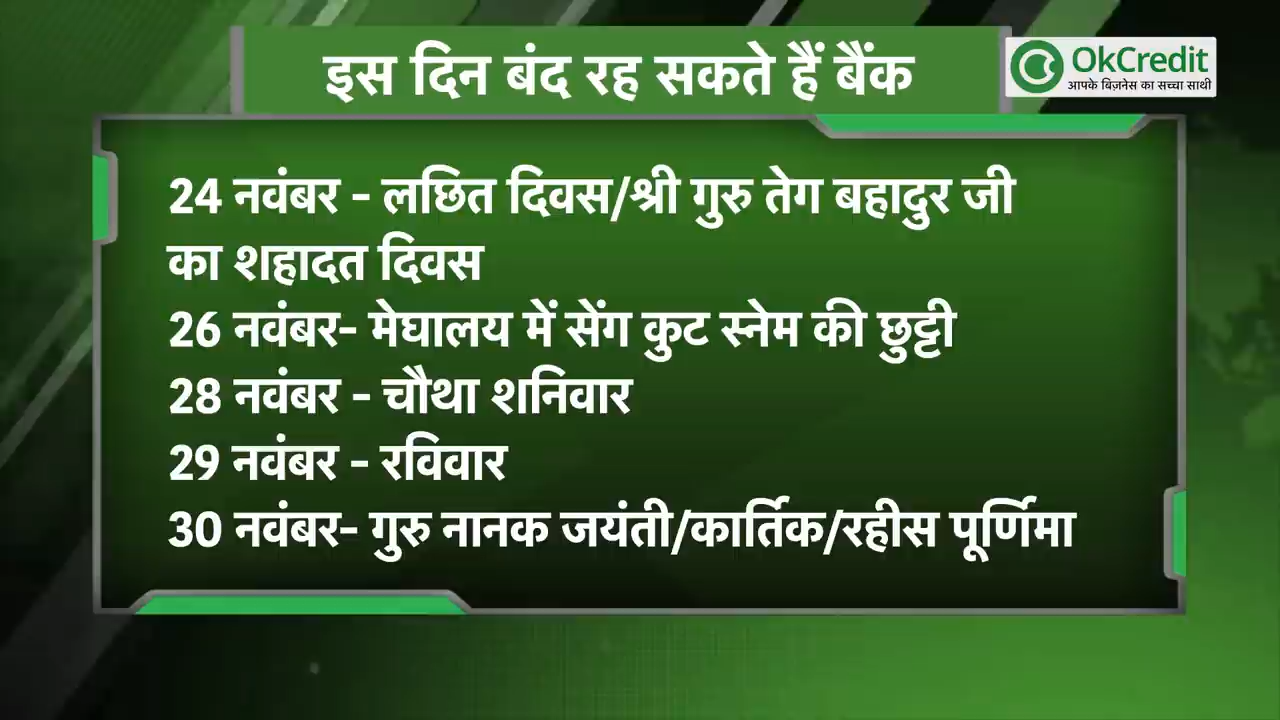 इस दिन बंद रह सकते हैं बैंक
OkCredit
आपके बिज़नेस का सच्चा साथी
24 नवंबर - लछित दिवस/श्री गुरु तेग बहादुर जी
का शहादत दिवस
26 नवंबर- मेघालय में सेंग कुट स्नेम की छुट्टी
28 नवंबर - चौथा शनिवार
29 नवंबर - रविवार
30 नवंबर- गुरु नानक जयंती/कार्तिक/रहीस पूर्णिमा